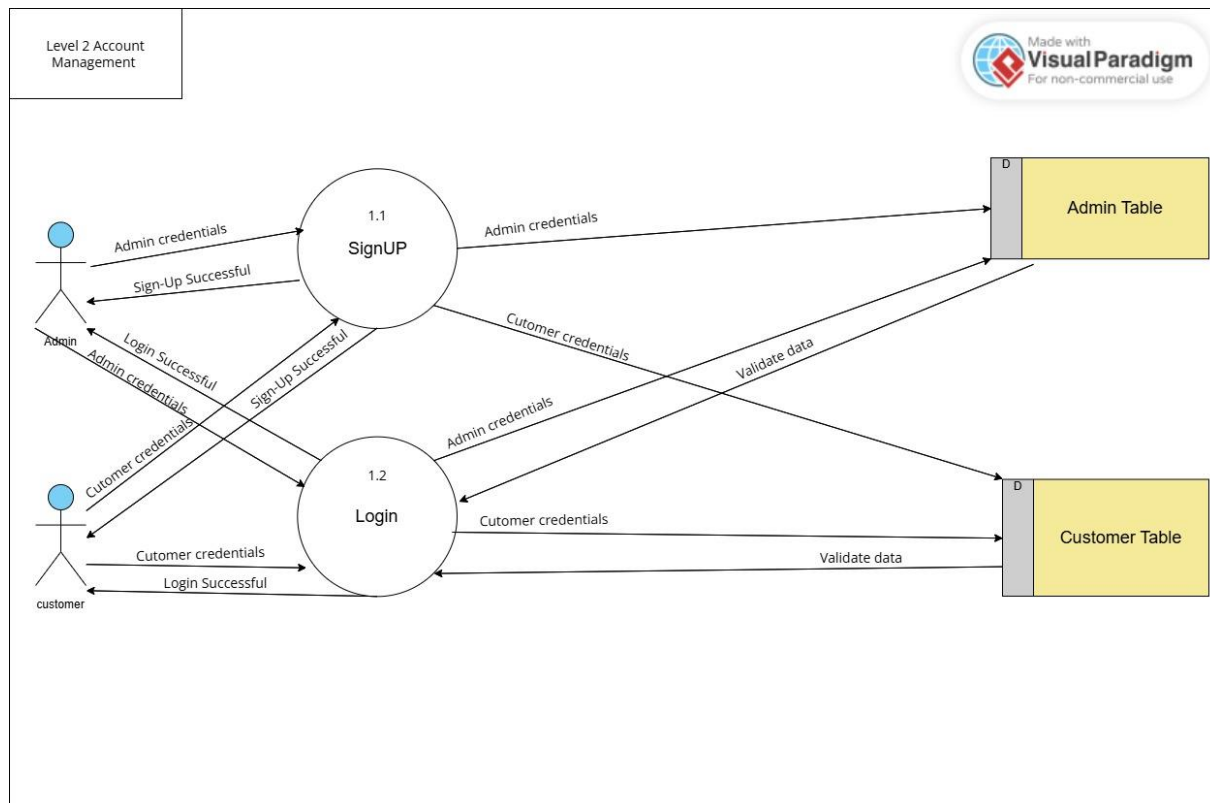 Level 2 Account
Management
Made with
Visual Paradigm
For non-commercial use
D
Admin Table
1.1
SignUP
Admin credentials
Admin credentials
Sign-Up Successful
Admin
Login Successful
Admin credentials
Sign-Up Successful
Cutomer credentials
Cutomer credentials
Validate data
Admin credentials
1.2
Login
D
Customer Table
Cutomer credentials
Cutomer credentials
Validate data
Login Successful
customer